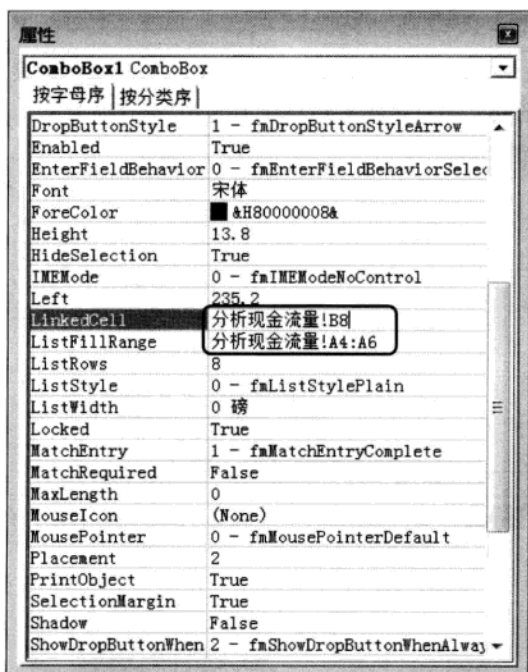 属性
ComboBox1 ComboBox
按字母序 按分类序
DropButtonStyle 1 - fmDropButtonStyleArrow
Enabled True
EnterFieldBehavior 0 - fmEnterFieldBehaviorSelec
Font 宋体
ForeColor &H80000008&
Height 13.8
HideSelection True
IMEMode 0 - fmIMEModeNoControl
Left 235.2
LinkedCell 分析现金流量!B8
ListFillRange 分析现金流量!A4:A6
ListRows 8
ListStyle 0 - fmListStylePlain
ListWidth 0 磅
Locked True
MatchEntry 1 - fmMatchEntryComplete
MatchRequired False
MaxLength 0
MouseIcon (None)
MousePointer 0 - fmMousePointerDefault
Placement 2
PrintObject True
SelectionMargin True
Shadow False
ShowDropButtonWhen 2 - fmShowDropButtonWhenAlway